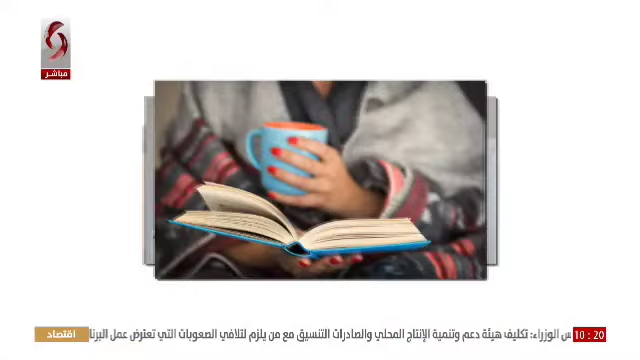 مباشر
س الوزراء: تكليف هيئة دعم وتنمية الإنتاج المحلي والصادرات التنسيق مع من يلزم لتلافي الصعوبات التي تعترض عمل البرنا
10:20
اقتصاد